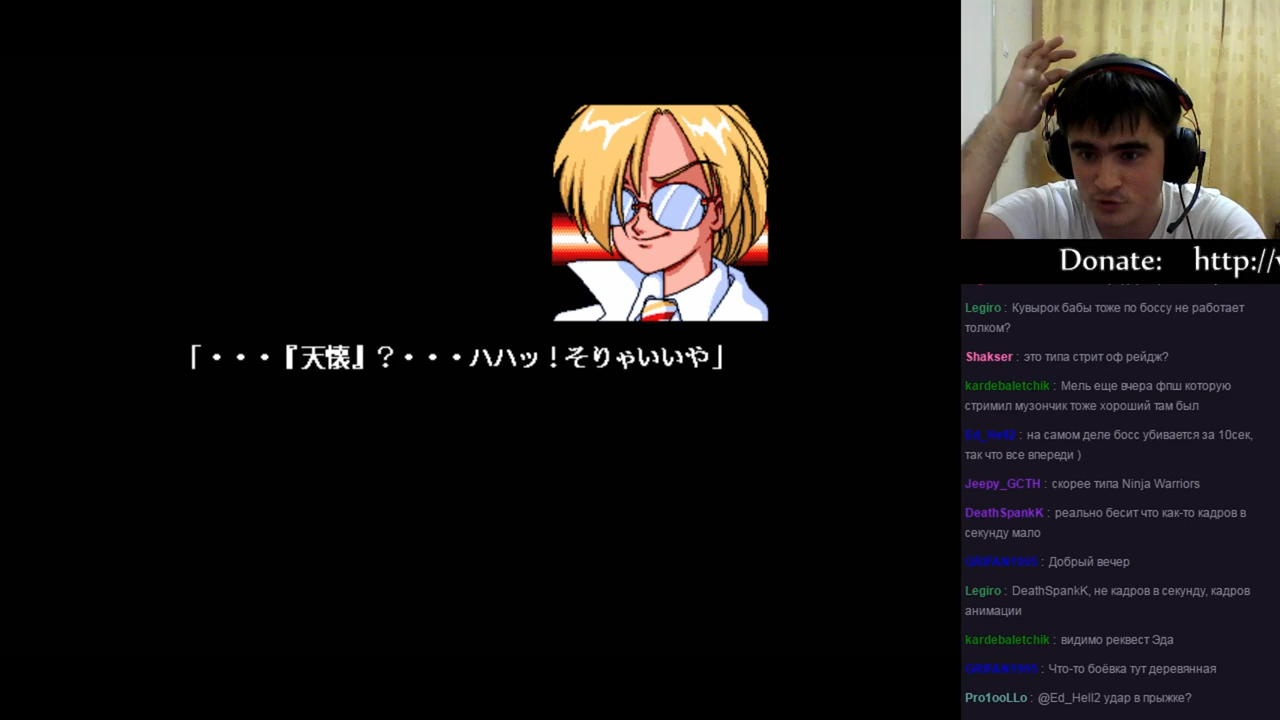 「・・・『天懐』？・・・ハハッ！そりゃいいや」
Donate: http://
Legiro : Кувырок бабы тоже по боссу не работает
толком?
Shakser : это типа стрит оф рейдж?
kardebaletchik : Мель еще вчера фпш которую
стримил музончик тоже хороший там был
Ed_Hell2 : на самом деле босс убивается за 10сек,
так что все впереди )
Jeepy_GCTH : скорее типа Ninja Warriors
DeathSpankK : реально бесит что как-то кадров в
секунду мало
: Добрый вечер
Legiro : DeathSpankK, не кадров в секунду, кадров
анимации
kardebaletchik : видимо реквест Эда
: Что-то боёвка тут деревянная
Pro1ooLLo : @Ed_Hell2 удар в прыжке?